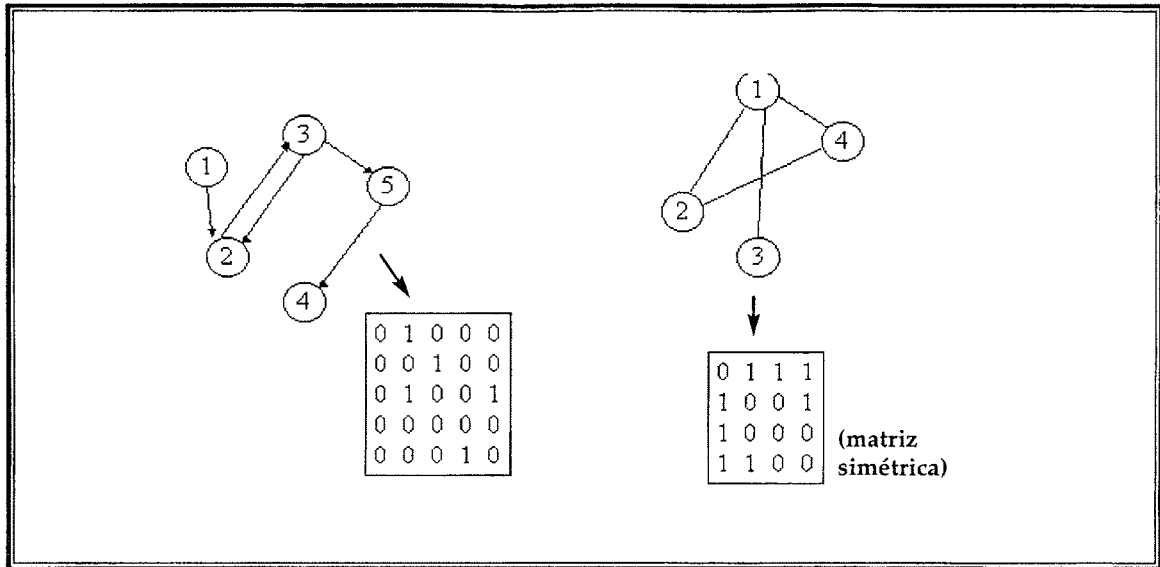 3
1
5
2
4
0 1 0 0 0
0 0 1 0 0
0 1 0 0 1
0 0 0 0 0
0 0 0 1 0
1
4
2
3
0 1 1 1
1 0 0 1
1 0 0 0
1 1 0 0
(matriz
simétrica)